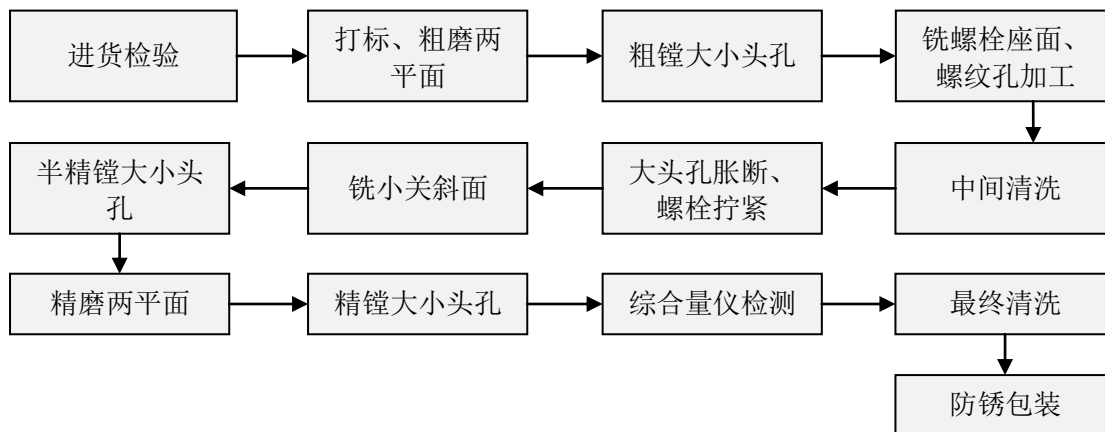 进货检验
打标、粗磨两
平面
粗镗大小头孔
铣螺栓座面、
螺纹孔加工
中间清洗
大头孔胀断、
螺栓拧紧
铣小关斜面
半精镗大小头
孔
精磨两平面
精镗大小头孔
综合量仪检测
最终清洗
防锈包装